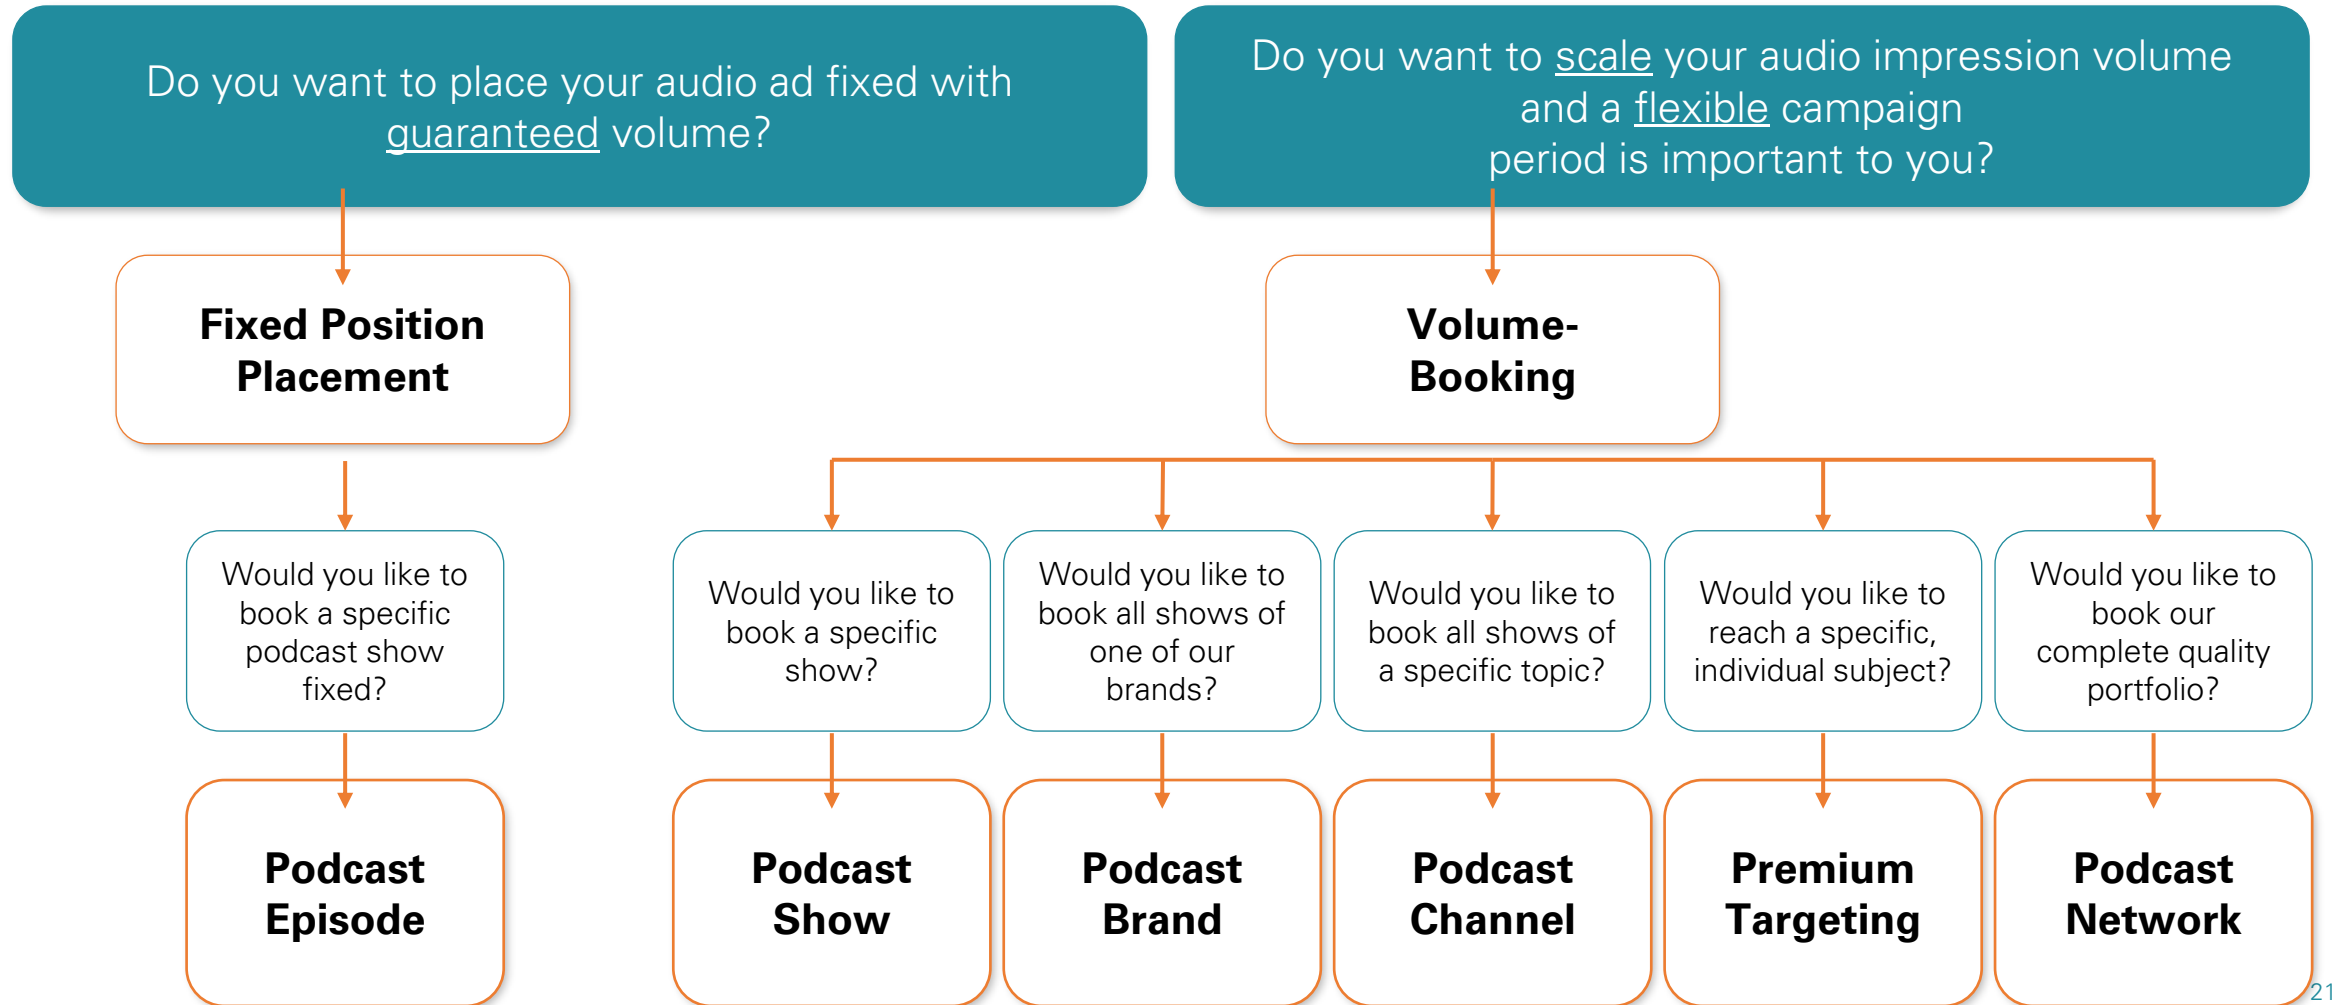 Do you want to place your audio ad fixed with
guaranteed volume?
Do you want to scale your audio impression volume
and a flexible campaign
period is important to you?
Fixed Position
Placement
Volume-
Booking
Would you like to
book a specific
podcast show
fixed?
Would you like to
book a specific
show?
Would you like to
book all shows of
one of our
brands?
Would you like to
book all shows of
a specific topic?
Would you like to
reach a specific,
individual subject?
Would you like to
book our
complete quality
portfolio?
Podcast
Episode
Podcast
Show
Podcast
Brand
Podcast
Channel
Premium
Targeting
Podcast
Network
21